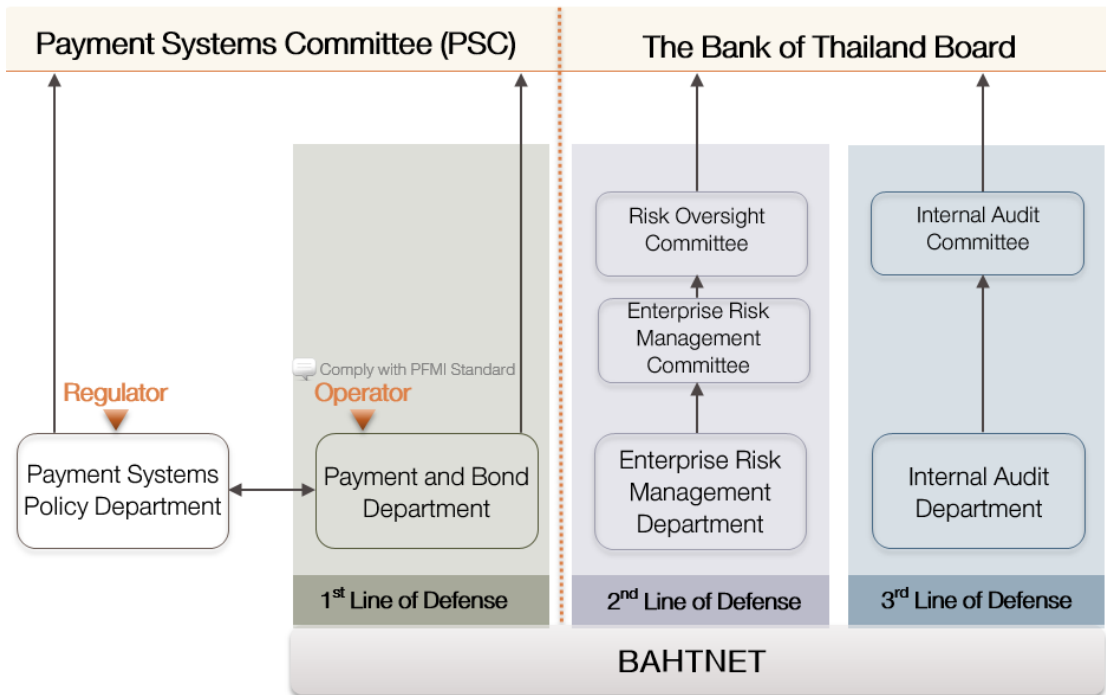 Payment Systems Committee (PSC)
The Bank of Thailand Board
Risk Oversight
Committee
Internal Audit
Committee
Enterprise Risk
Management
Committee
Comply with PFMI Standard
Regulator
Operator
Payment Systems
Policy Department
Payment and Bond
Department
Enterprise Risk
Management
Department
Internal Audit
Department
1st Line of Defense
2nd Line of Defense
3rd Line of Defense
BAHTNET